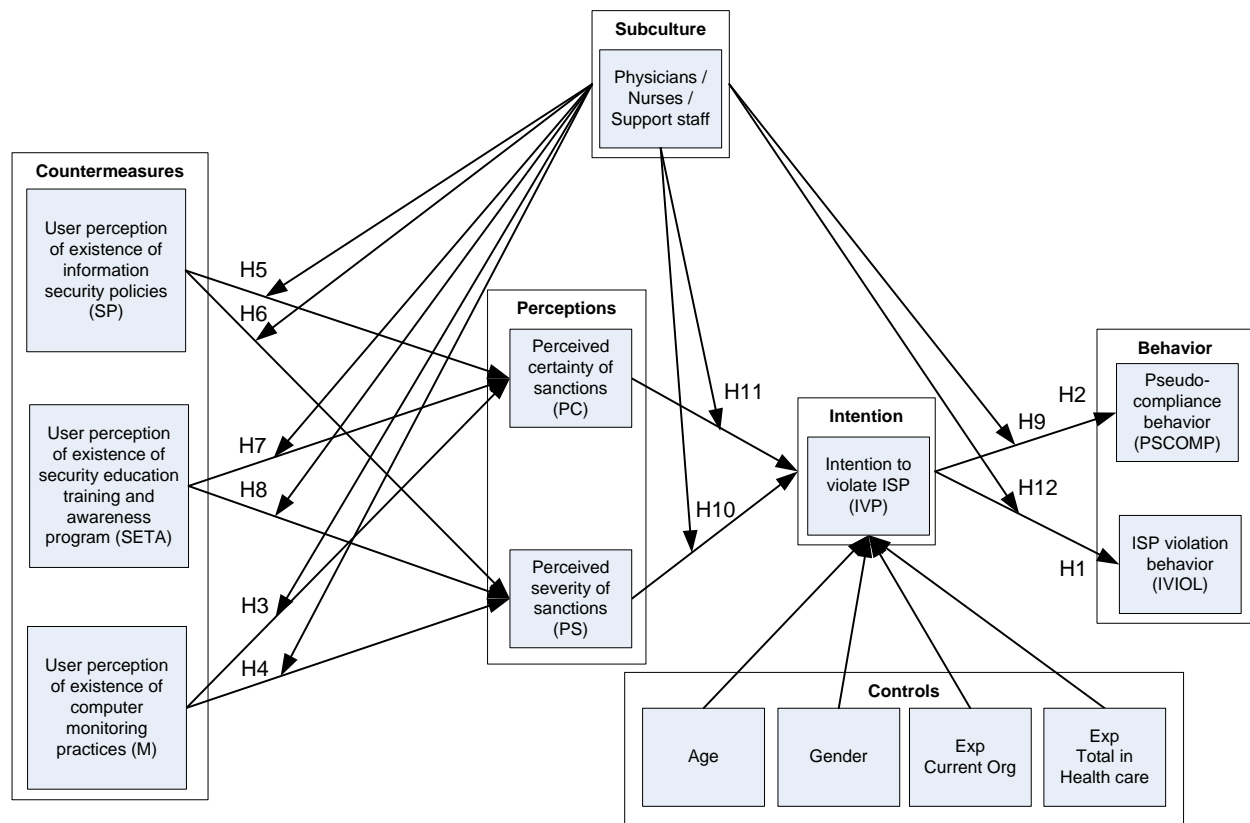 Subculture
Physicians /
Nurses /
Support staff
Countermeasures
User perception
of existence of
information
security policies
(SP)
User perception
of existence of
security education
training and
awareness
program (SETA)
User perception
of existence of
computer
monitoring
practices (M)
H5
H6
H7
H8
H3
H4
Perceptions
Perceived
certainty of
sanctions
(PC)
Perceived
severity of
sanctions
(PS)
H11
H10
Intention
Intention to
violate ISP
(IVP)
H9
H2
H12
H1
Behavior
Pseudo-
compliance
behavior
(PSCOMP)
ISP violation
behavior
(IVIOL)
Controls
Age
Gender
Exp
Current Org
Exp
Total in
Health care